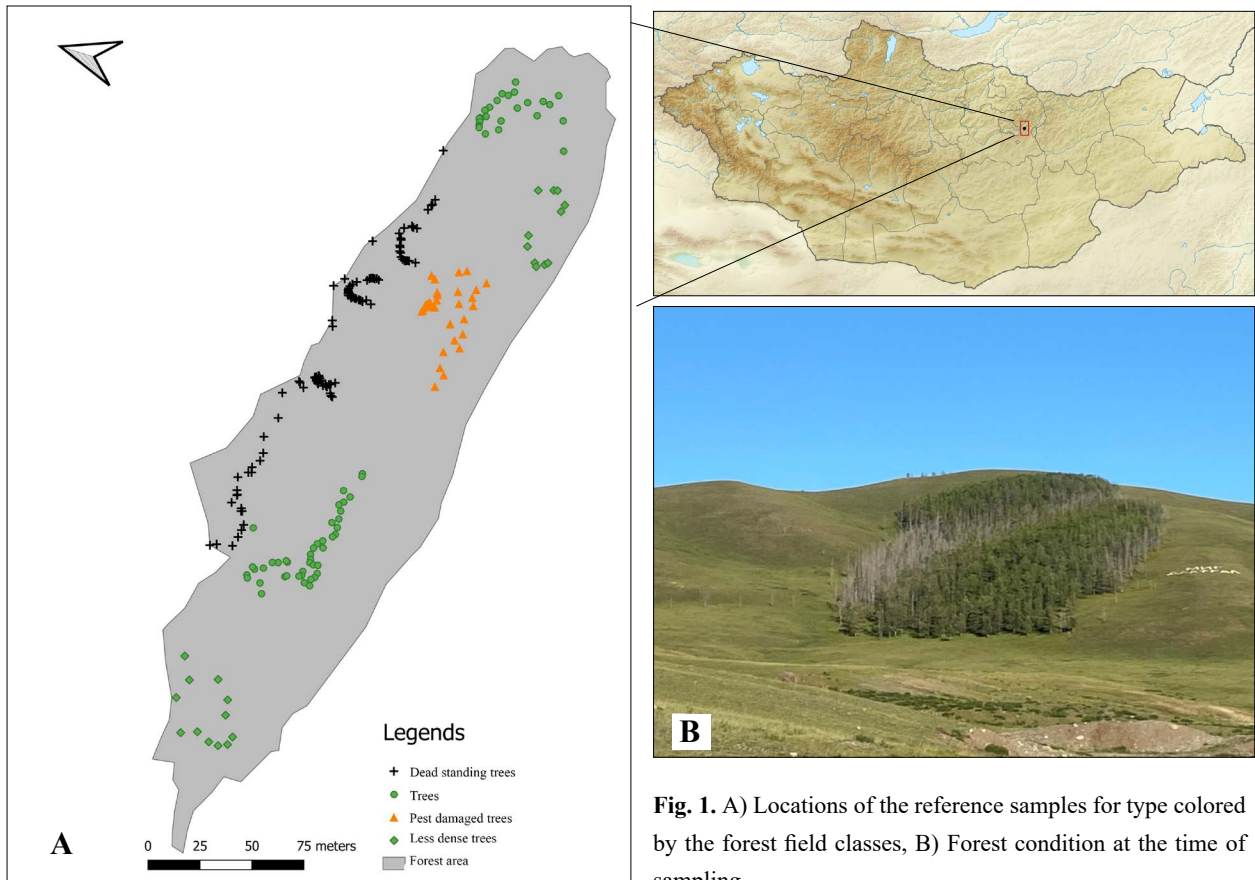 Legends
Dead standing trees
Trees
Pest damaged trees
Less dense trees
Forest area
A
0 25 50 75 meters
B
Fig. 1. A) Locations of the reference samples for type colored
by the forest field classes, B) Forest condition at the time of
sampling